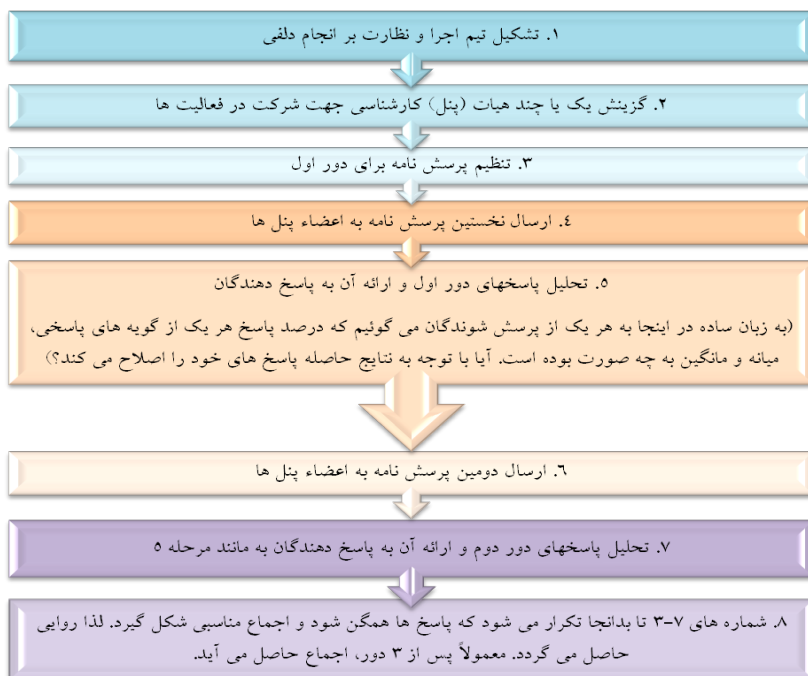 ۱. تشکیل تیم اجرا و نظارت بر انجام دلفی
۲. گزینش یک یا چند هیات (پنل) کارشناسی جهت شرکت در فعالیت ها
۳. تنظیم پرسش نامه برای دور اول
۴. ارسال نخستین پرسش نامه به اعضاء پنل ها
۵. تحلیل پاسخهای دور اول و ارائه آن به پاسخ دهندگان
(به زبان ساده در اینجا به هر یک از پرسش شوندگان می گوئیم که درصد پاسخ هر یک از گویه های پاسخی،
میانه و مانگین به چه صورت بوده است. آیا با توجه به نتایج حاصله پاسخ های خود را اصلاح می کند؟)
۶. ارسال دومین پرسش نامه به اعضاء پنل ها
۷. تحلیل پاسخهای دور دوم و ارائه آن به پاسخ دهندگان به مانند مرحله ۵
۸. شماره های ۷-۳ تا بدانجا تکرار می شود که پاسخ ها همگن شود و اجماع مناسبی شکل گیرد. لذا روایی
حاصل می گردد. معمولاً پس از ۳ دور، اجماع حاصل می آید.